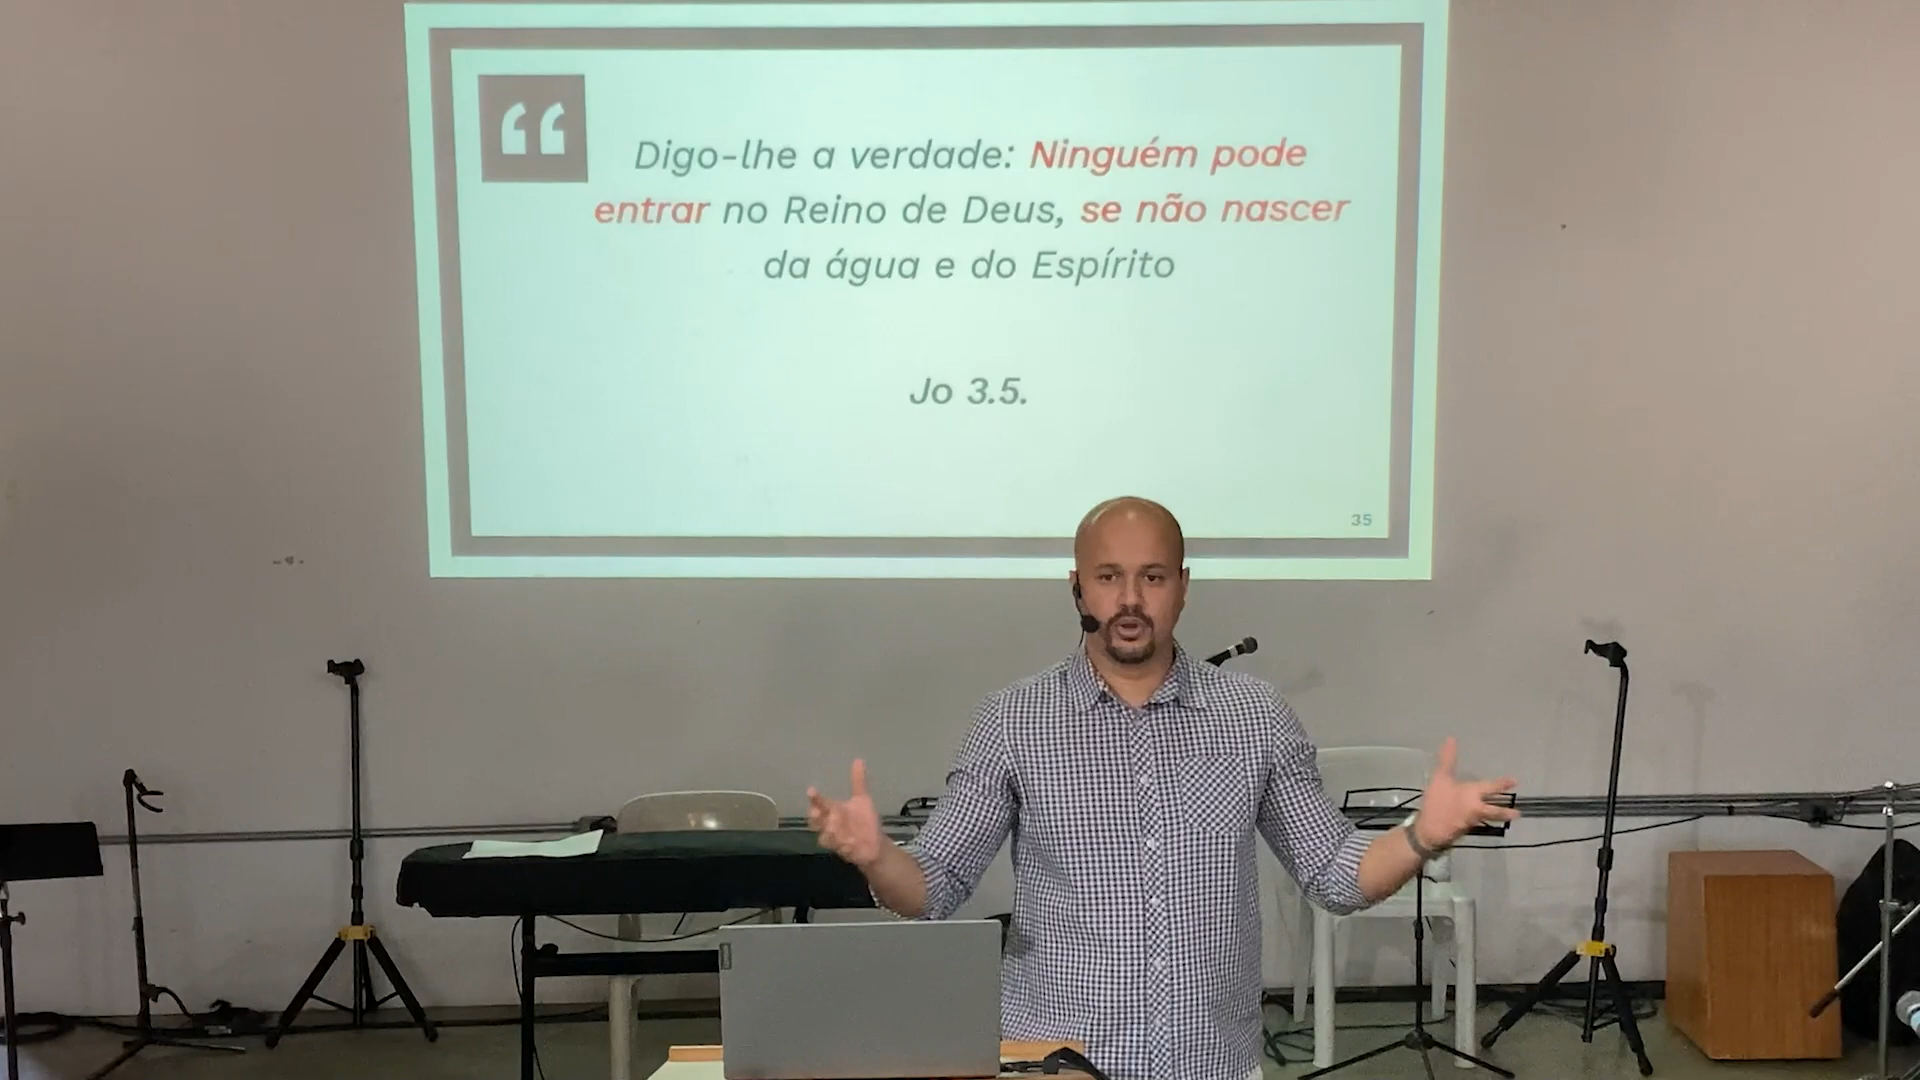 Digo-lhe a verdade: Ninguém pode
entrar no Reino de Deus, se não nascer
da água e do Espírito
Jo 3.5.
35